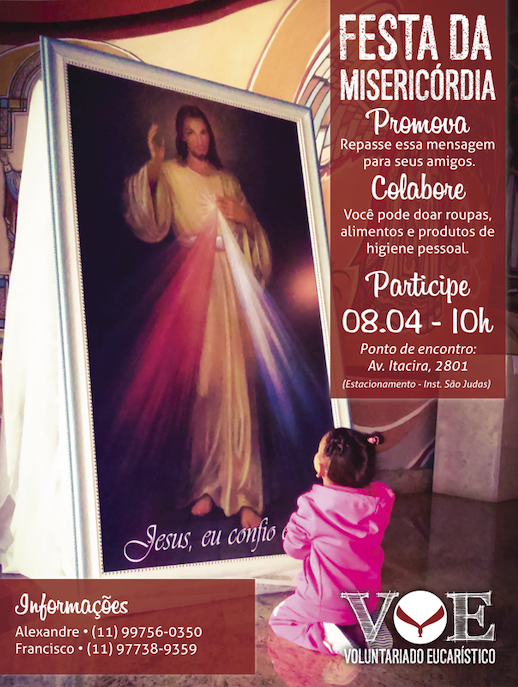 FESTA DA
MISERICÓRDIA
Promova
Repasse essa mensagem
para seus amigos.
Colabore
Você pode doar roupas,
alimentos e produtos de
higiene pessoal.
Participe
08.04 - 10h
Ponto de encontro:
Av. Itacira, 2801
(Estacionamento - Inst. São Judas)
Jesus, eu confio
Informações
Alexandre • (11) 99756-0350
Francisco • (11) 97738-9359
VOE
VOLUNTARIADO EUCARÍSTICO